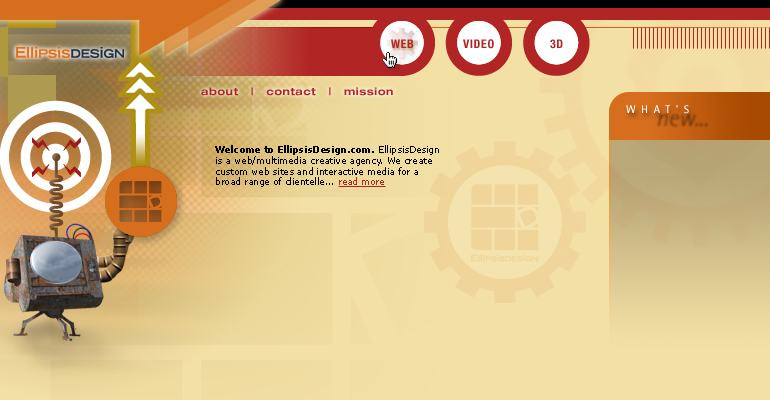 EllipsisDesign
WEB
VIDEO
3D
about | contact | mission
WHAT'S
new...
Welcome to EllipsisDesign.com. EllipsisDesign
is a web/multimedia creative agency. We create
custom web sites and interactive media for a
broad range of clientelle... read more
EllipsisDesign